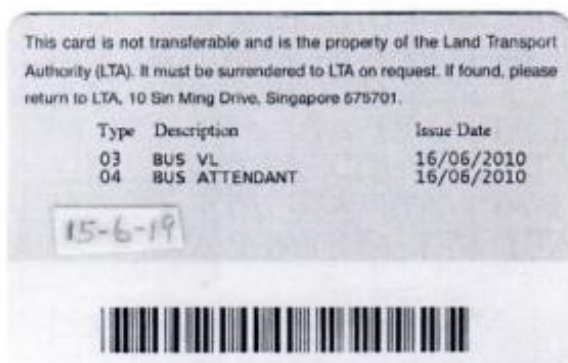 This card is not transferable and is the property of the Land Transport
Authority (LTA). It must be surrendered to LTA on request. If found, please
return to LTA, 10 Sin Ming Drive, Singapore 575701.
Type Description Issue Date
03 BUS VL 16/06/2010
04 BUS ATTENDANT 16/06/2010
15-6-19